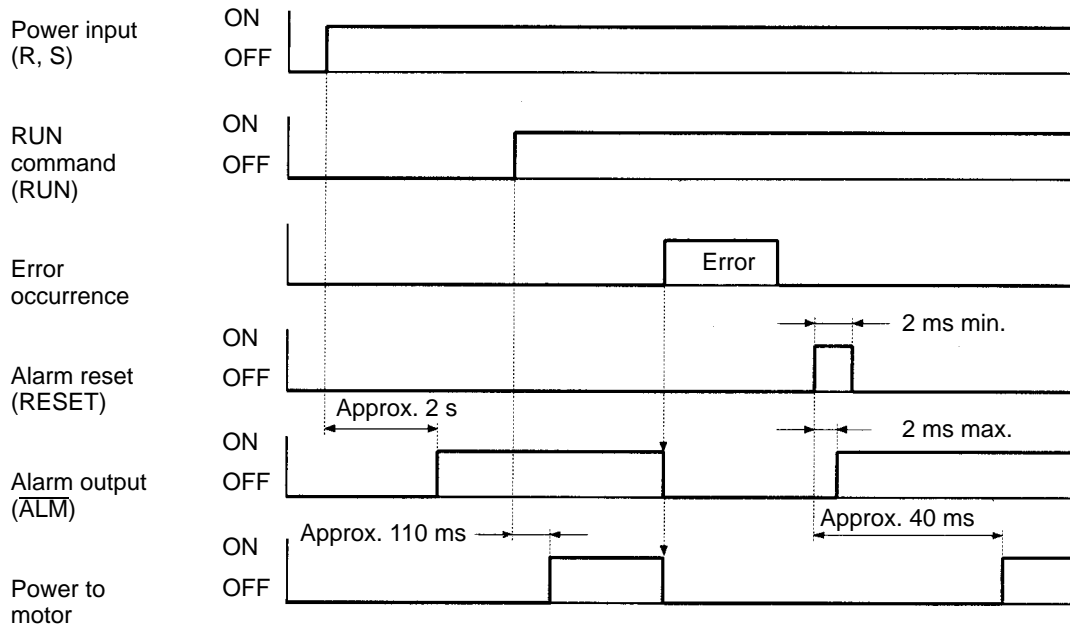 Power input
(R, S)
ON
OFF
RUN
command
(RUN)
ON
OFF
Error
occurrence
Error
Alarm reset
(RESET)
ON
OFF
2 ms min.
Approx. 2 s
Alarm output
(ALM)
ON
OFF
2 ms max.
Power to
motor
ON
OFF
Approx. 110 ms
Approx. 40 ms